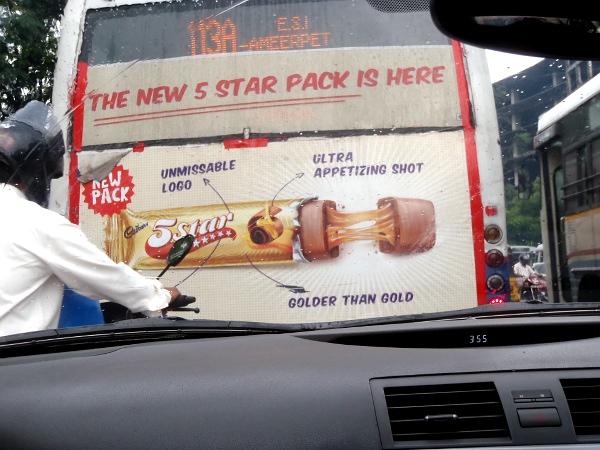 113A E.S.I
-AMEERPET
THE NEW 5 STAR PACK IS HERE
NEW
PACK
UNMISSABLE
LOGO
ULTRA
APPETIZING SHOT
Cadbury
5star
GOLDER THAN GOLD
355